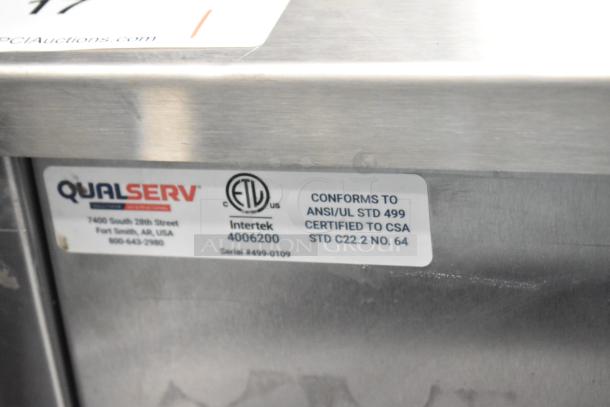 PCIAuctions.com
QUALSERV
7400 South 28th Street
Fort Smith, AR, USA
800-643-2980
C ETL US
Intertek
4006200
Serial #499-0109
CONFORMS TO
ANSI/UL STD 499
CERTIFIED TO CSA
STD C22.2 NO. 64
AUCTION GROUP